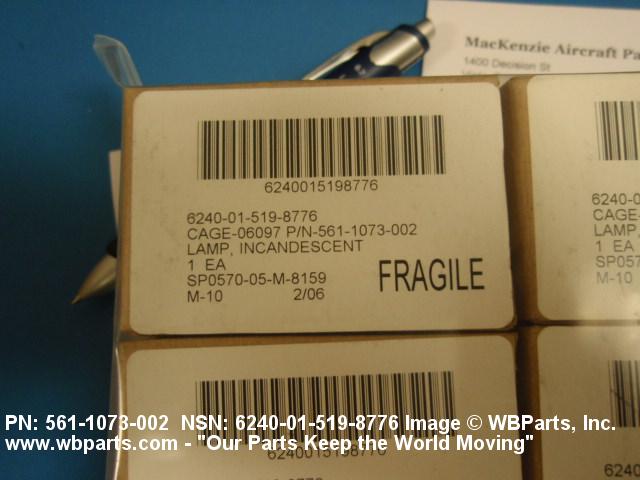 MacKenzie Aircraft Pa
1400 Decision St
6240015198776
6240-01-519-8776
CAGE-06097 P/N-561-1073-002
LAMP, INCANDESCENT
1 EA
SP0570-05-M-8159
M-10 2/06
FRAGILE
6240-0
CAGE-
LAMP,
1 EA
SP057
M-10
PN: 561-1073-002 NSN: 6240-01-519-8776 Image © WBParts, Inc.
www.wbparts.com - "Our Parts Keep the World Moving"
6240015198776